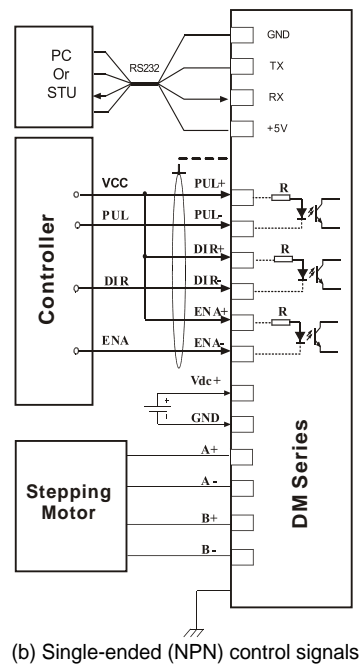 PC
Or
STU
RS232
GND
TX
RX
+5V
Controller
VCC
PUL+
R
PUL
PUL-
DIR+
R
DIR
DIR-
ENA+
R
ENA
ENA-
Vdc+
+
-
GND
DM Series
Stepping
Motor
A+
A-
B+
B-
(b) Single-ended (NPN) control signals